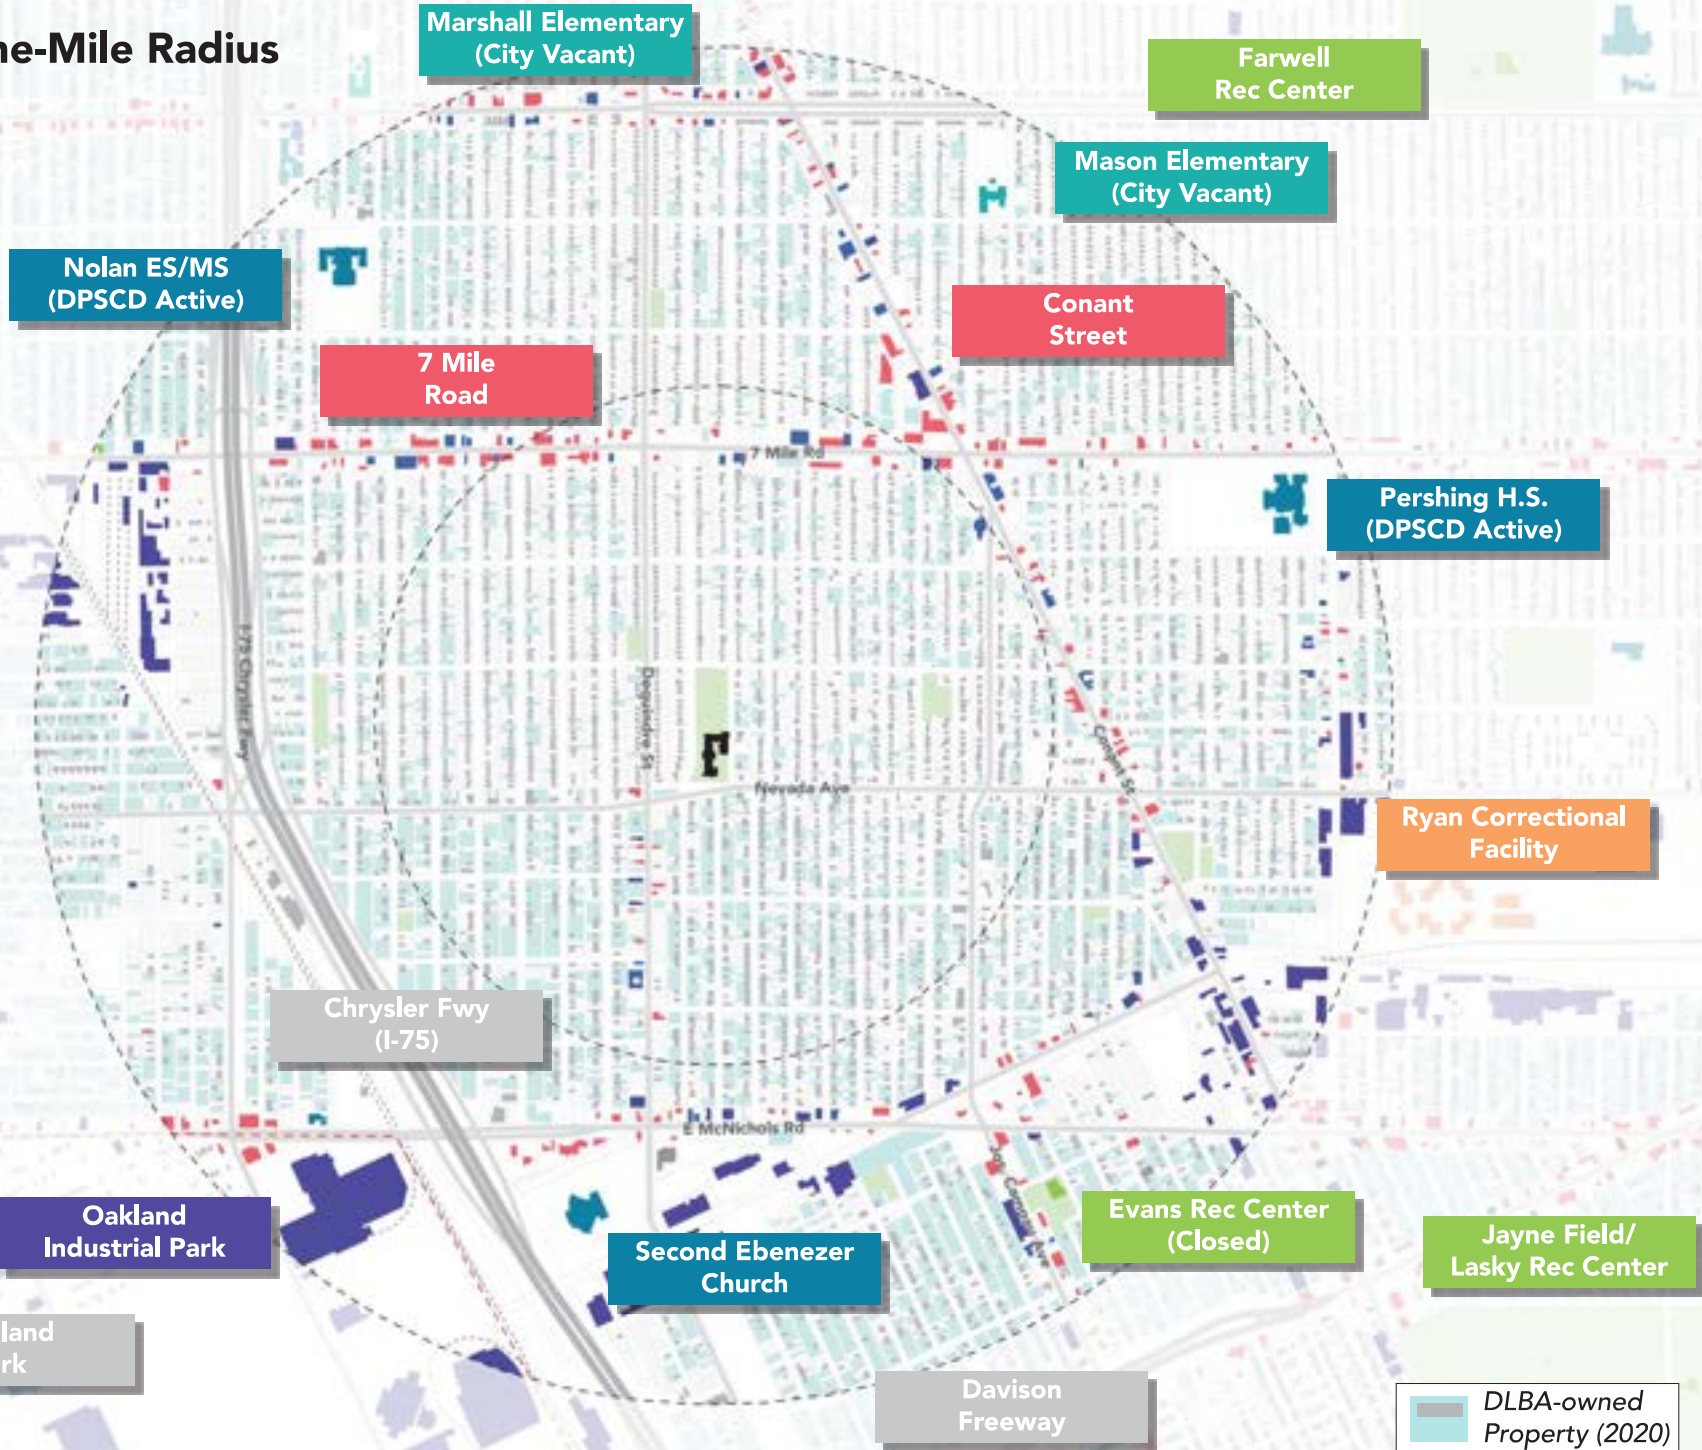 ne-Mile Radius
Marshall Elementary
(City Vacant)
Farwell
Rec Center
Mason Elementary
(City Vacant)
Nolan ES/MS
(DPSCD Active)
Conant
Street
7 Mile
Road
7 Mile Rd
Pershing H.S.
(DPSCD Active)
I-75 Chrysler Fwy
Dequindre St
Conant St
Nevada Ave
Ryan Correctional
Facility
Chrysler Fwy
(I-75)
E McNichols Rd
Jos Campau Ave
Oakland
Industrial Park
Second Ebenezer
Church
Evans Rec Center
(Closed)
Jayne Field/
Lasky Rec Center
land
rk
Davison
Freeway
DLBA-owned
Property (2020)